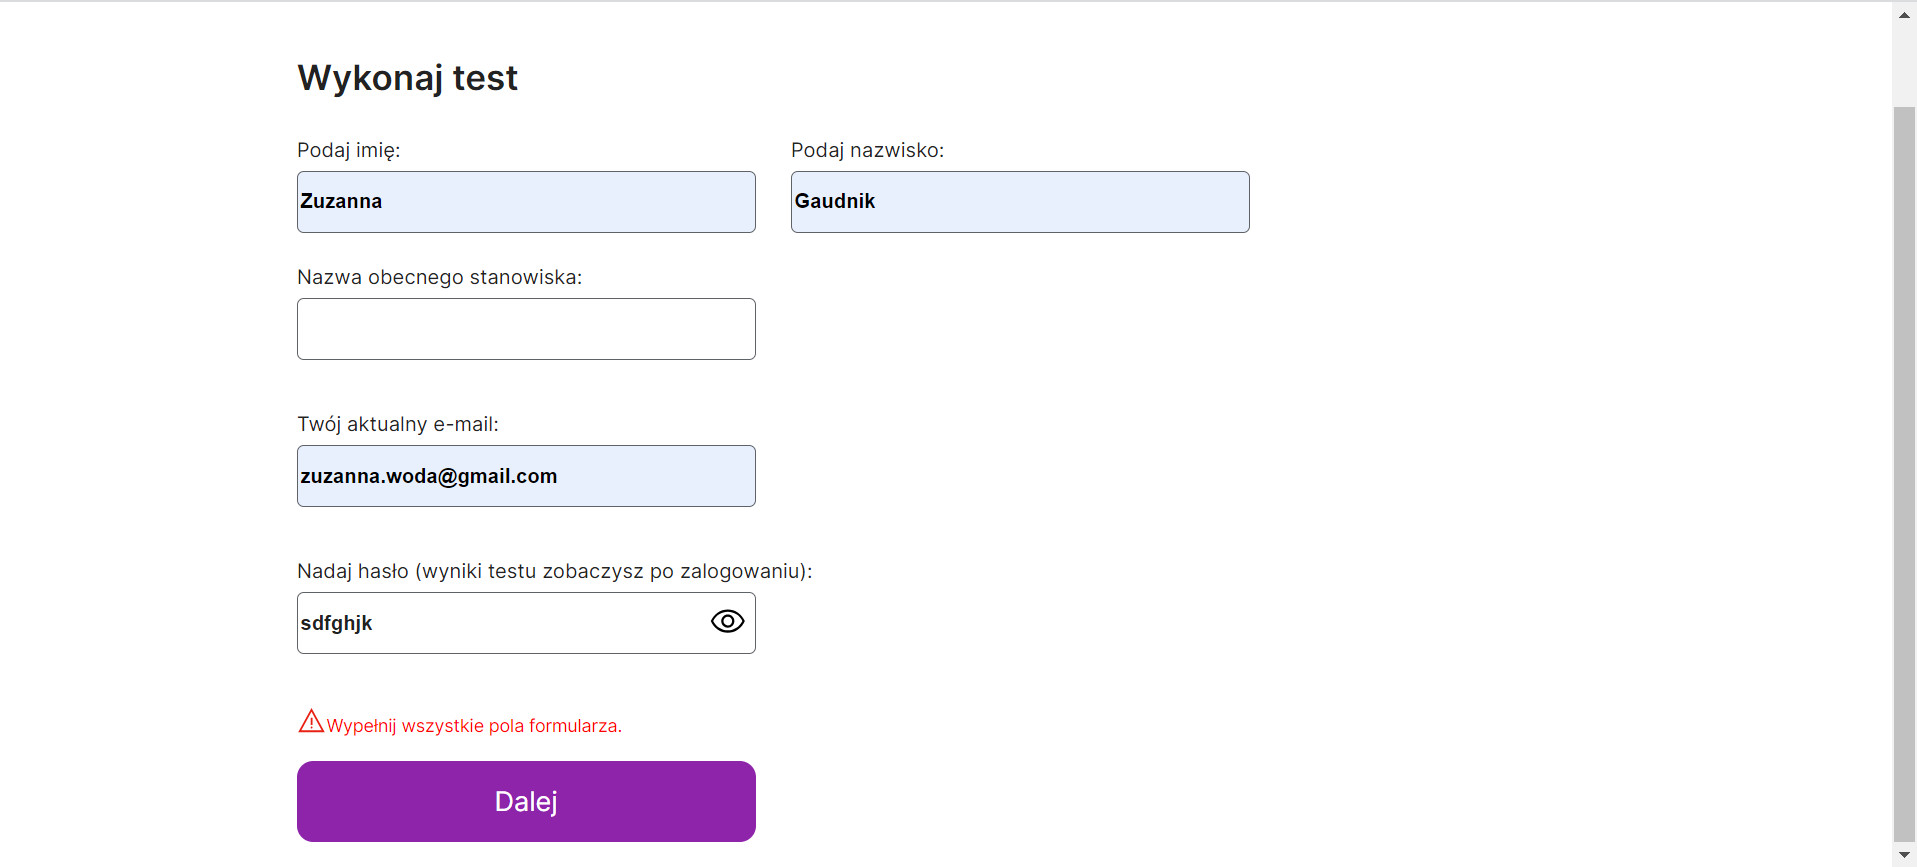 Wykonaj test
Podaj imię:
Podaj nazwisko:
Zuzanna
Gaudnik
Nazwa obecnego stanowiska:
Twój aktualny e-mail:
zuzanna.woda@gmail.com
Nadaj hasło (wyniki testu zobaczysz po zalogowaniu):
sdfghjk
Wypełnij wszystkie pola formularza.
Dalej